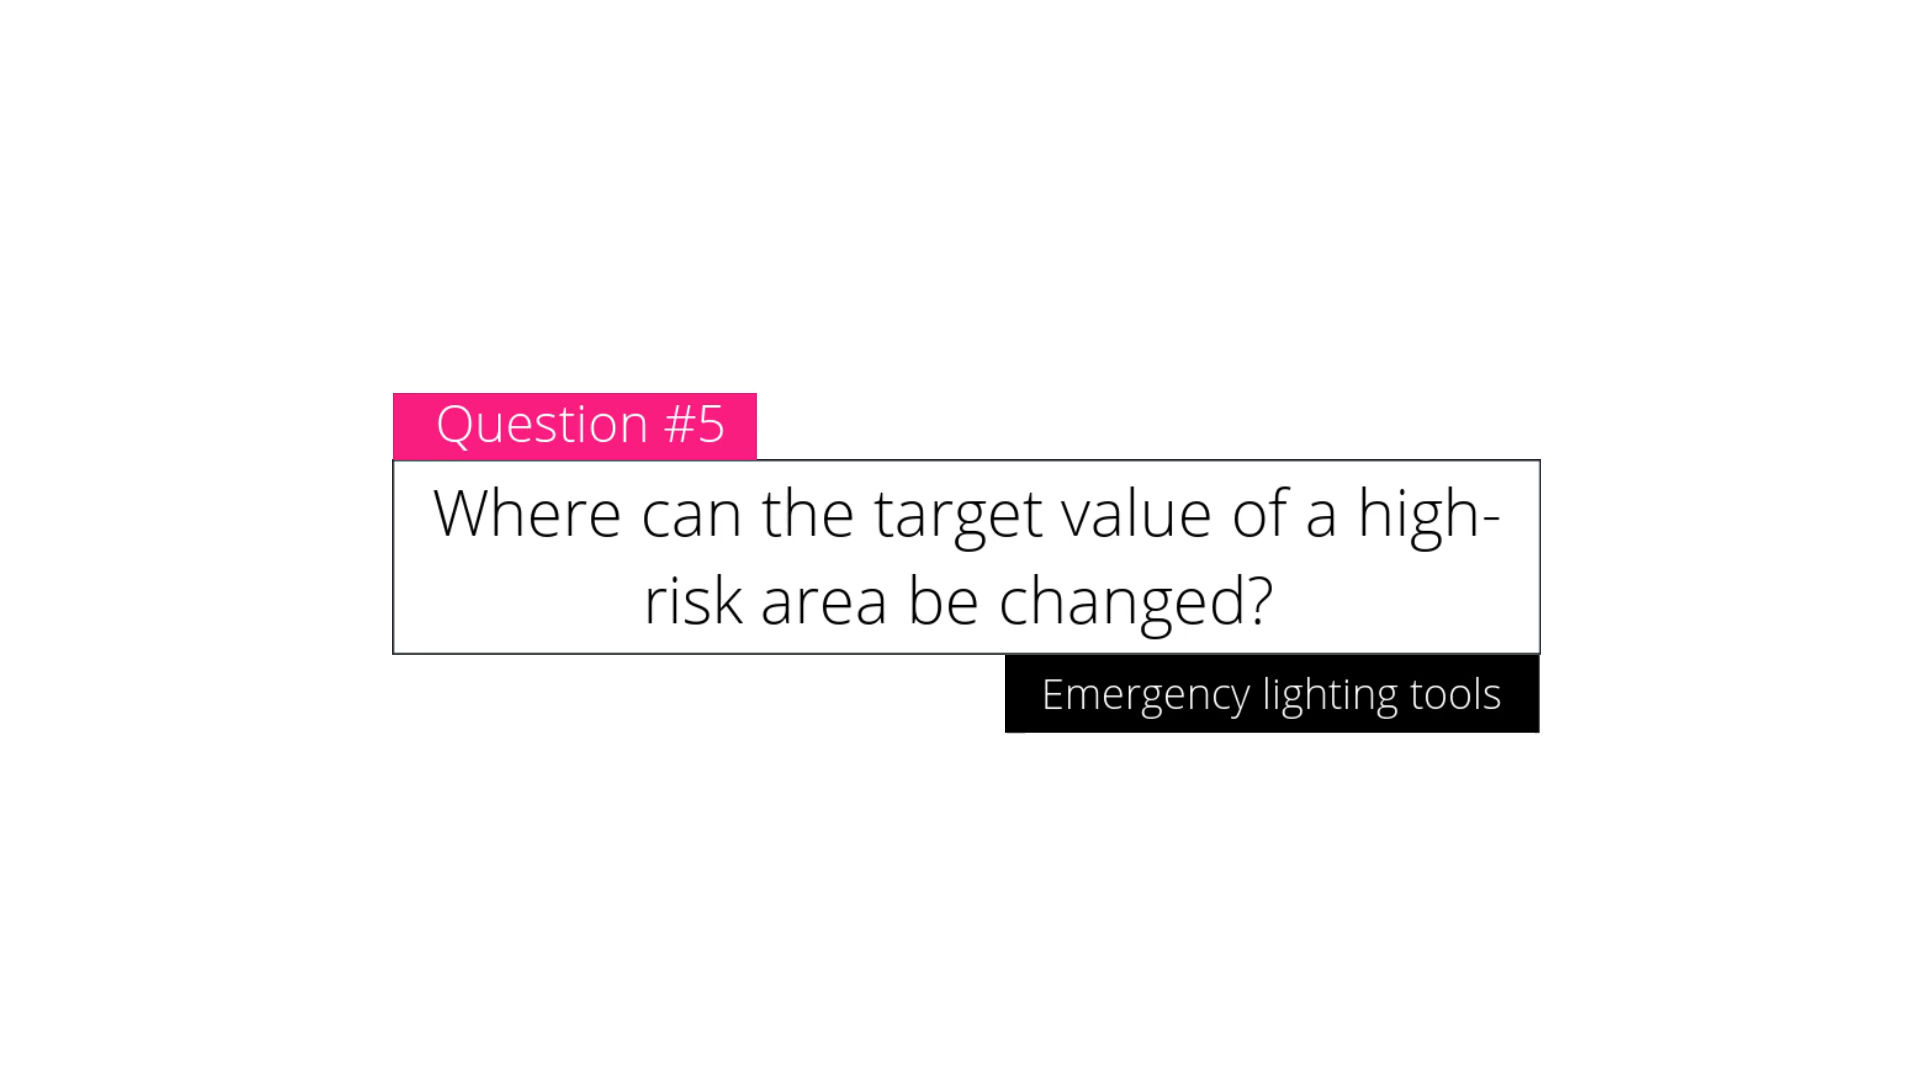 Question #5
Where can the target value of a high-
risk area be changed?
Emergency lighting tools